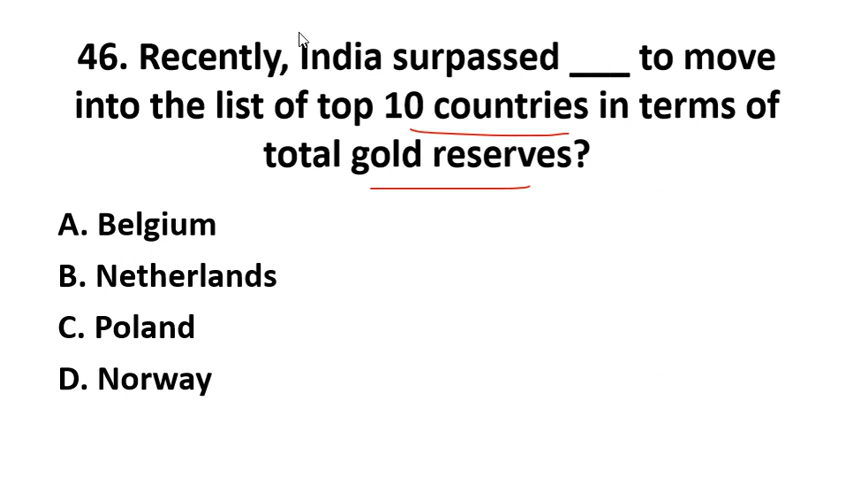 46. Recently, India surpassed ___ to move
into the list of top 10 countries in terms of
total gold reserves?
A. Belgium
B. Netherlands
C. Poland
D. Norway